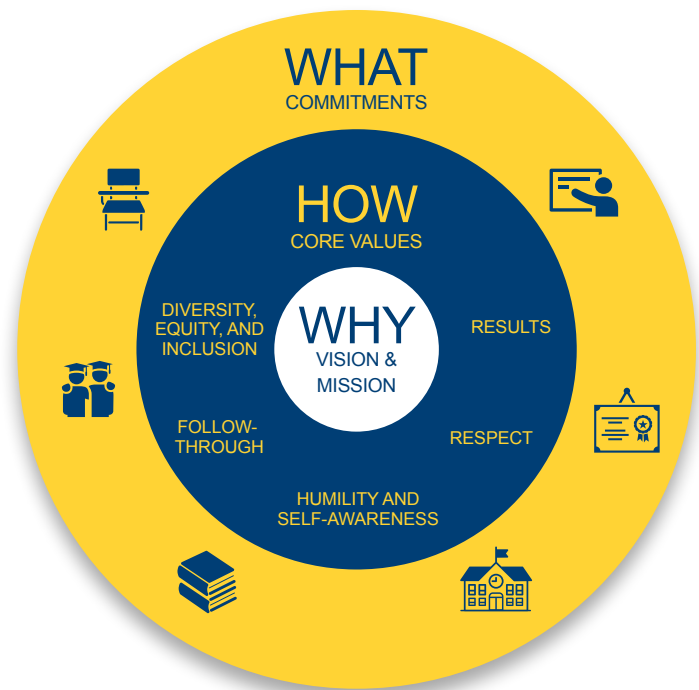 WHAT
COMMITMENTS
HOW
CORE VALUES
DIVERSITY,
EQUITY, AND
INCLUSION
WHY
VISION &
MISSION
RESULTS
FOLLOW-
THROUGH
RESPECT
HUMILITY AND
SELF-AWARENESS